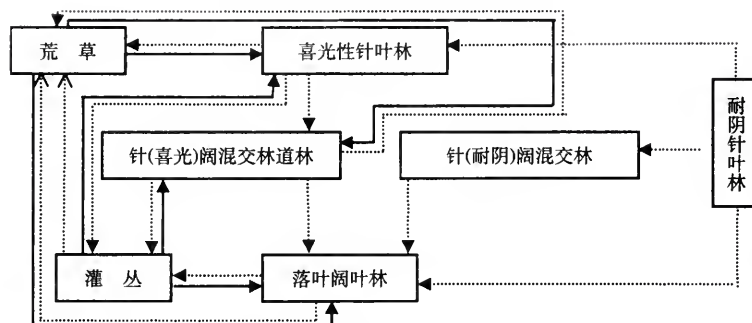 荒 草
喜光性针叶林
耐阴针叶林
针(喜光)阔混交林道林
针(耐阴)阔混交林
灌 丛
落叶阔叶林